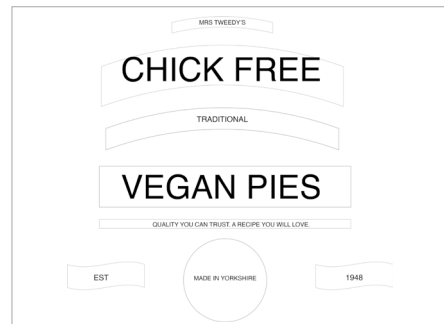 MRS TWEEDY'S
CHICK FREE
TRADITIONAL
VEGAN PIES
QUALITY YOU CAN TRUST. A RECIPE YOU WILL LOVE.
EST
MADE IN YORKSHIRE
1948